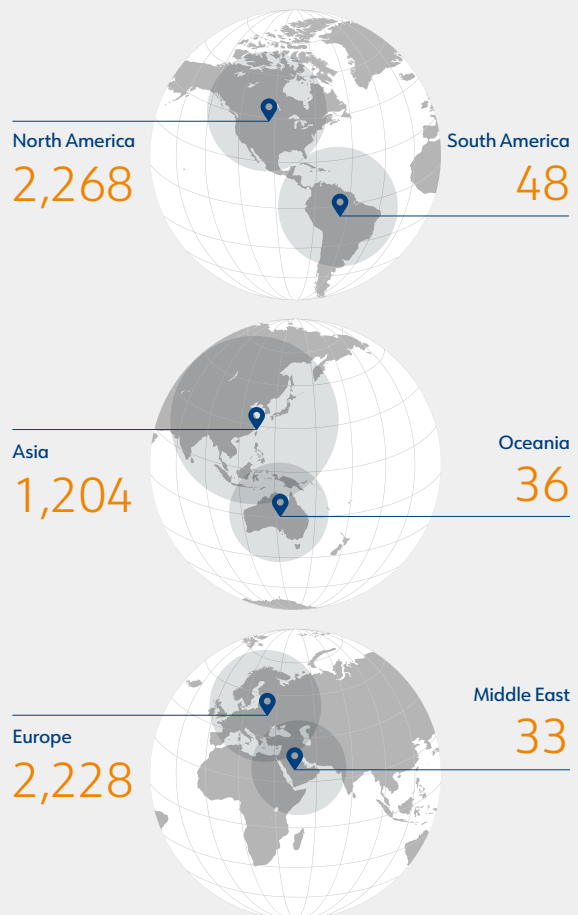 North America
2,268
South America
48
Asia
1,204
Oceania
36
Europe
2,228
Middle East
33